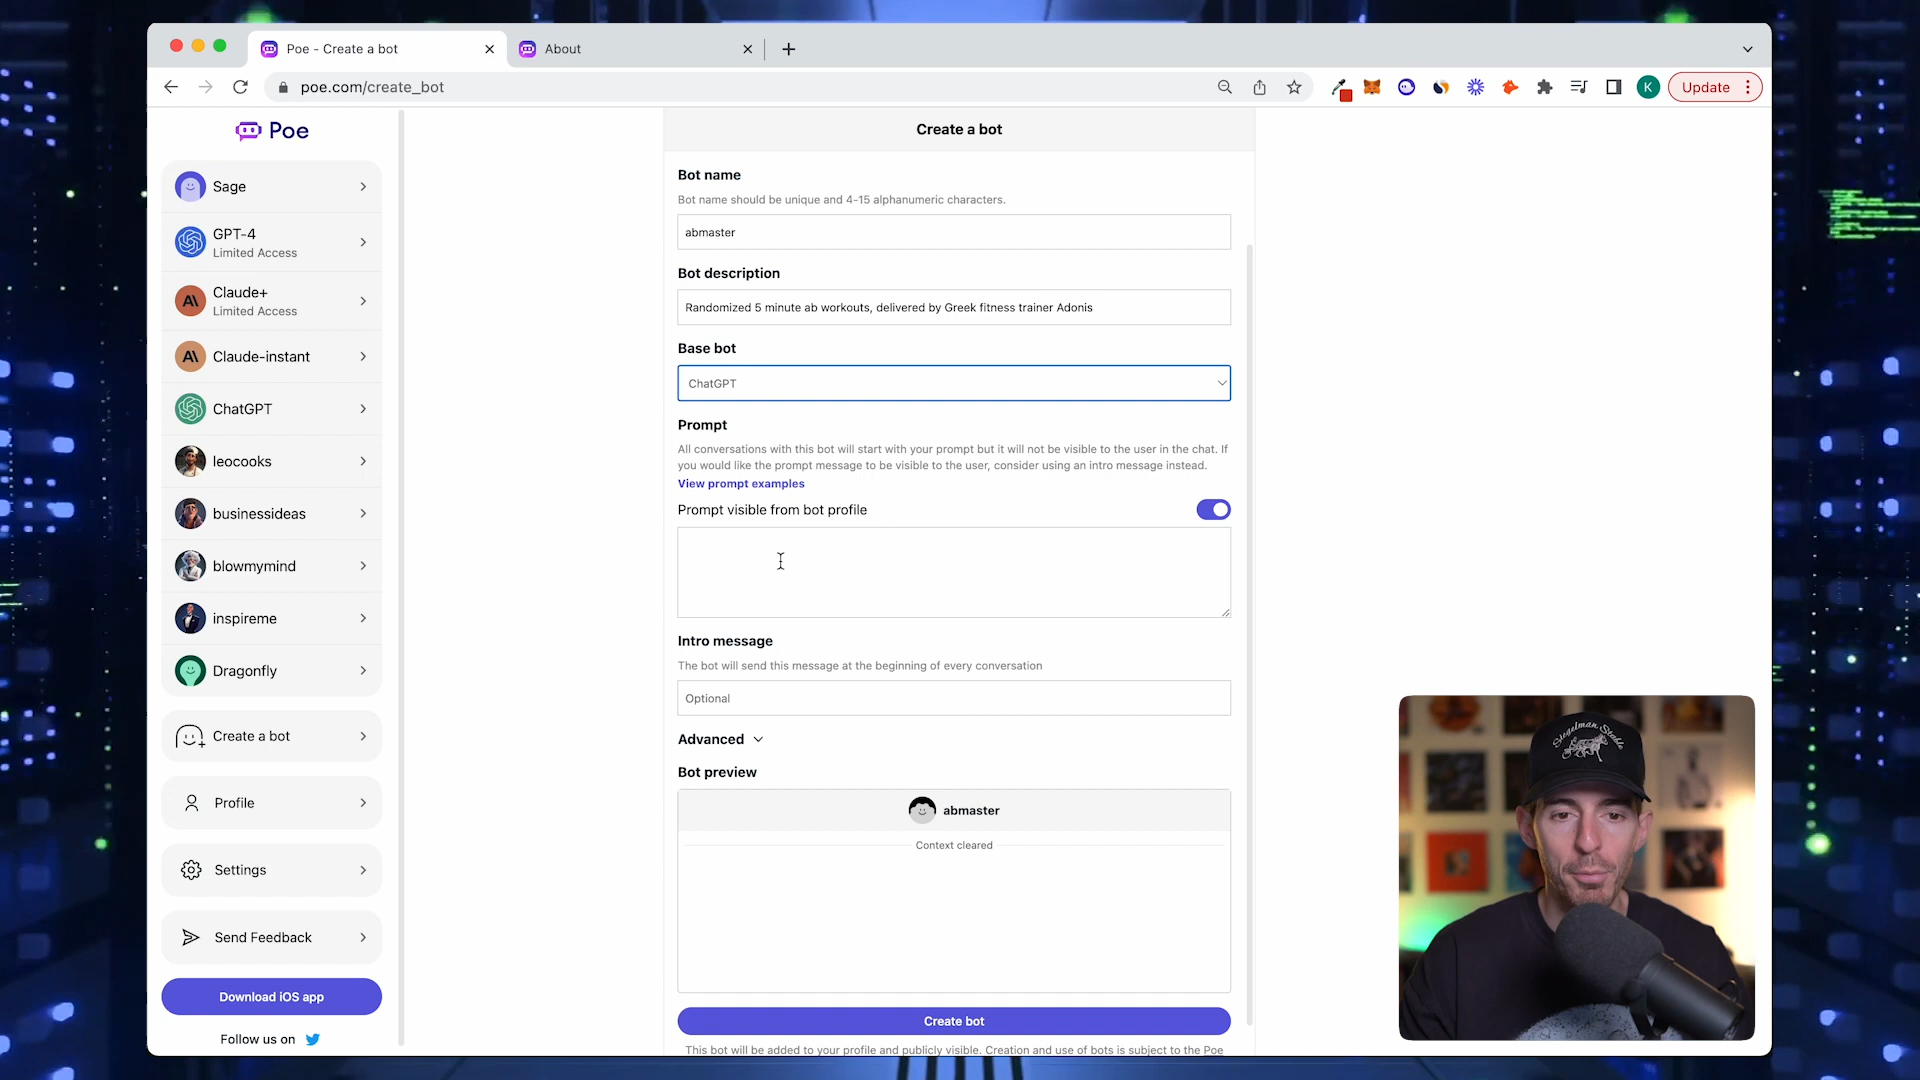 Poe - Create a bot
About
poe.com/create_bot
K
Update
Poe
Sage
GPT-4
Limited Access
Claude+
Limited Access
Claude-instant
ChatGPT
leocooks
businessideas
blowmymind
inspireme
Dragonfly
Create a bot
Profile
Settings
Send Feedback
Download iOS app
Follow us on
Create a bot
Bot name
Bot name should be unique and 4-15 alphanumeric characters.
abmaster
Bot description
Randomized 5 minute ab workouts, delivered by Greek fitness trainer Adonis
Base bot
ChatGPT
Prompt
All conversations with this bot will start with your prompt but it will not be visible to the user in the chat. If
you would like the prompt message to be visible to the user, consider using an intro message instead.
View prompt examples
Prompt visible from bot profile
Intro message
The bot will send this message at the beginning of every conversation
Optional
Advanced
Bot preview
abmaster
Context cleared
Create bot
This bot will be added to your profile and publicly visible. Creation and use of bots is subject to the Poe
Siegelman Stable